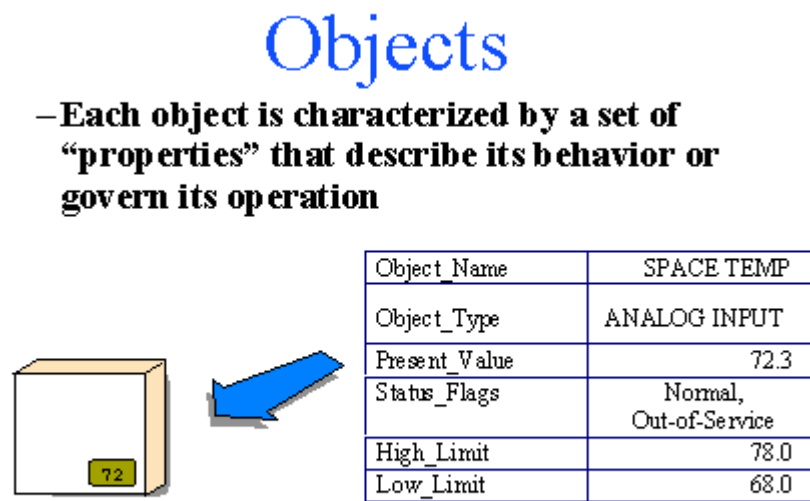 Objects
–Each object is characterized by a set of
“properties” that describe its behavior or
govern its operation
Object_Name SPACE TEMP
Object_Type ANALOG INPUT
Present_Value 72.3
Status_Flags Normal,
Out-of-Service
High_Limit 78.0
Low_Limit 68.0
72